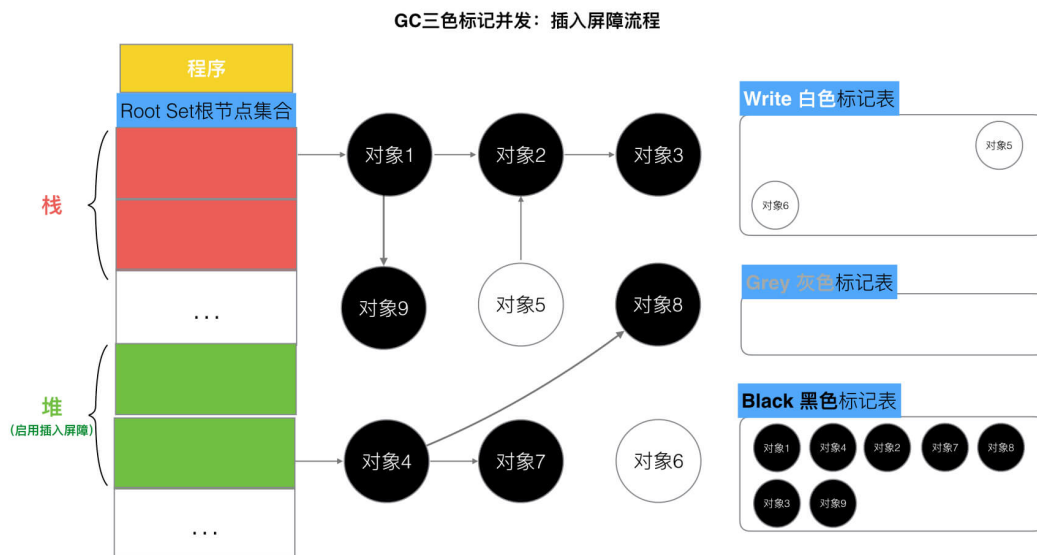 GC三色标记并发：插入屏障流程
程序
Root Set根节点集合
栈
...
堆
（启用插入屏障）
...
对象1
对象2
对象3
对象9
对象5
对象8
对象4
对象7
对象6
Write 白色标记表
对象5
对象6
Grey 灰色标记表
Black 黑色标记表
对象1
对象4
对象2
对象7
对象8
对象3
对象9